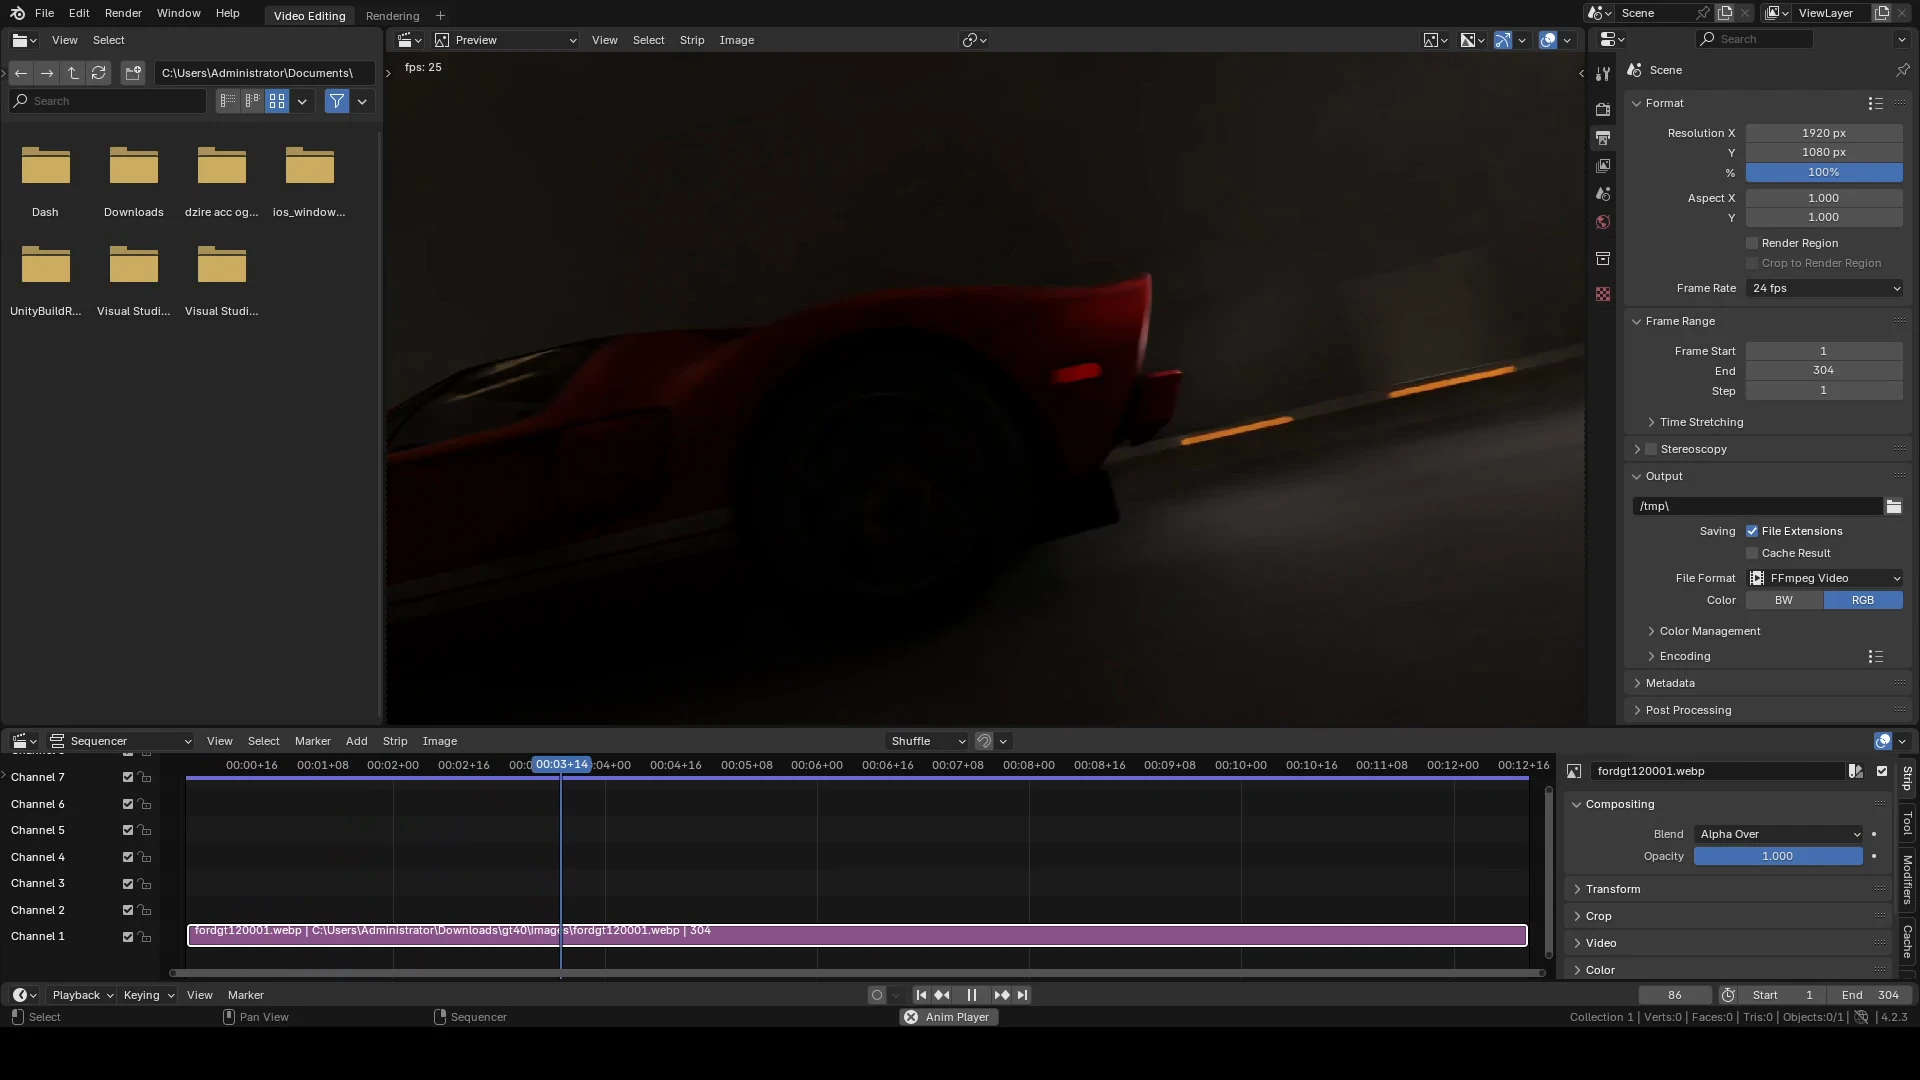 File Edit Render Window Help Video Editing Rendering + Scene ViewLayer
View Select
C:\Users\Administrator\Documents\
Search
Dash Downloads dzire acc og... ios_window...
UnityBuildR... Visual Studi... Visual Studi...
Preview View Select Strip Image
fps: 25
Search
Scene
Format
Resolution X 1920 px
Y 1080 px
% 100%
Aspect X 1.000
Y 1.000
Render Region
Crop to Render Region
Frame Rate 24 fps
Frame Range
Frame Start 1
End 304
Step 1
Time Stretching
Stereoscopy
Output
/tmp\
Saving File Extensions
Cache Result
File Format FFmpeg Video
Color BW RGB
Color Management
Encoding
Metadata
Post Processing
Sequencer View Select Marker Add Strip Image Shuffle
00:00+16 00:01+08 00:02+00 00:02+16 00:03+14 04+00 00:04+16 00:05+08 00:06+00 00:06+16 00:07+08 00:08+00 00:08+16 00:09+08 00:10+00 00:10+16 00:11+08 00:12+00 00:12+16
Channel 7
Channel 6
Channel 5
Channel 4
Channel 3
Channel 2
Channel 1
fordgt120001.webp | C:\Users\Administrator\Downloads\gt40\images\fordgt120001.webp | 304
fordgt120001.webp
Compositing
Blend Alpha Over
Opacity 1.000
Transform
Crop
Video
Color
Strip
Tool
Modifiers
Cache
Playback Keying View Marker 86 Start 1 End 304
Select Pan View Sequencer Anim Player Collection 1 | Verts:0 | Faces:0 | Tris:0 | Objects:0/1 | 4.2.3